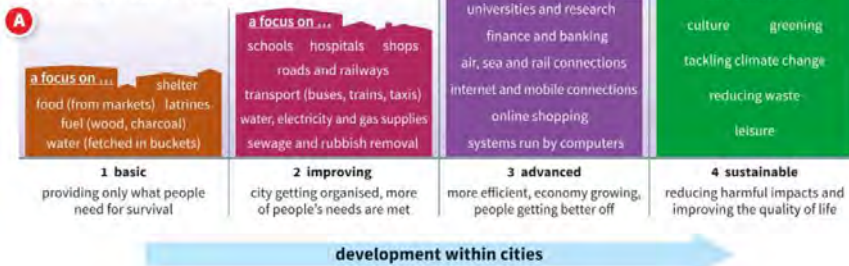 A
a focus on ...
shelter
food (from markets) latrines
fuel (wood, charcoal)
water (fetched in buckets)
a focus on ...
schools hospitals shops
roads and railways
transport (buses, trains, taxis)
water, electricity and gas supplies
sewage and rubbish removal
universities and research
finance and banking
air, sea and rail connections
internet and mobile connections
online shopping
systems run by computers
culture greening
tackling climate change
reducing waste
leisure
1 basic
providing only what people
need for survival
2 improving
city getting organised, more
of people's needs are met
3 advanced
more efficient, economy growing,
people getting better off
4 sustainable
reducing harmful impacts and
improving the quality of life
development within cities